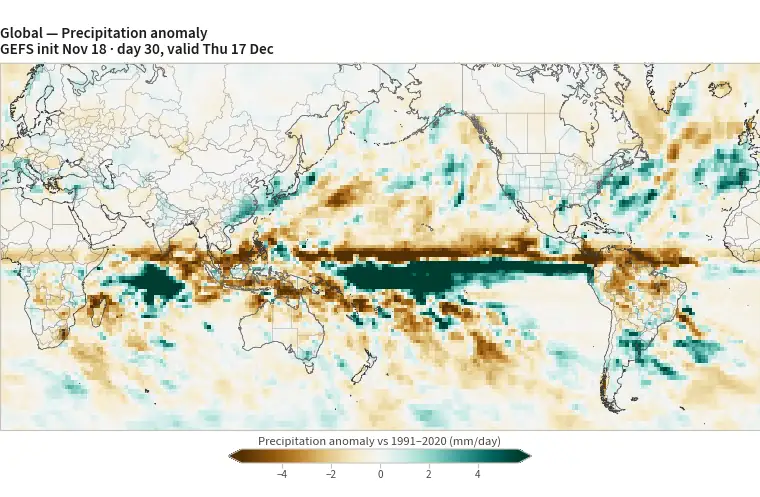 Global — Precipitation anomaly
GEFS init Nov 18 · day 30, valid Thu 17 Dec
Precipitation anomaly vs 1991–2020 (mm/day)
−4 −2 0 2 4